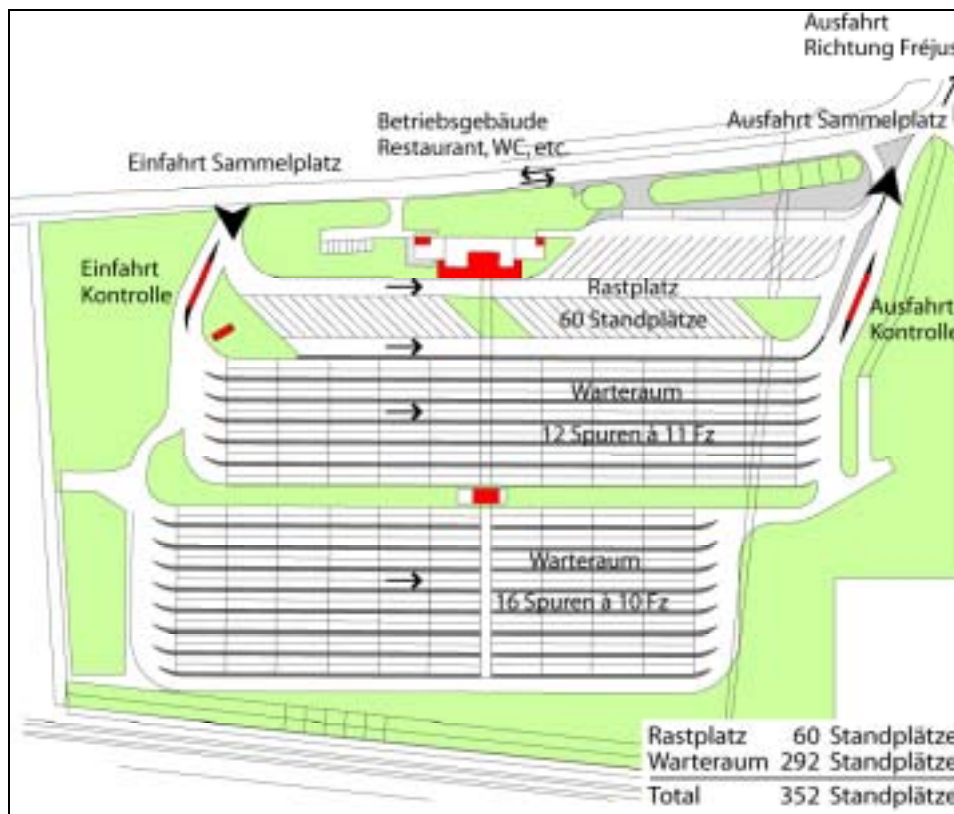 Ausfahrt
Richtung Fréjus
Betriebsgebäude
Restaurant, WC, etc.
Ausfahrt Sammelplatz
Einfahrt Sammelplatz
Einfahrt
Kontrolle
Rastplatz
60 Standplätze
Ausfahrt
Kontrolle
Warteraum
12 Spuren à 11 Fz
Warteraum
16 Spuren à 10 Fz
Rastplatz 60 Standplätze
Warteraum 292 Standplätze
Total 352 Standplätze